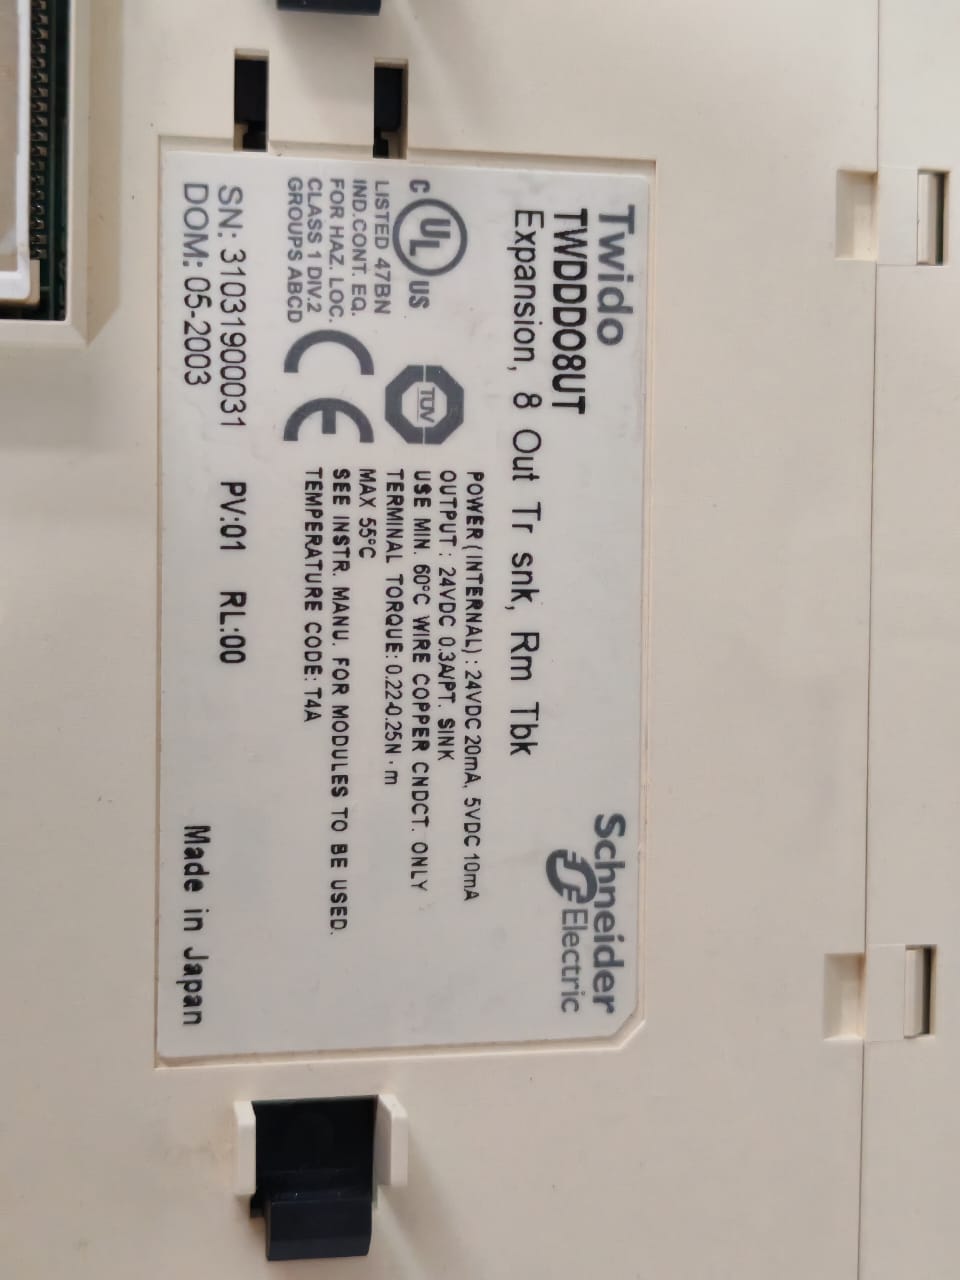 Twido
TWDDDO8UT
Expansion, 8 Out Tr snk, Rm Tbk
Schneider
Electric
C UL US
LISTED 47BN
IND.CONT. EQ.
FOR HAZ. LOC.
CLASS 1 DIV.2
GROUPS ABCD
TÜV
CE
POWER (INTERNAL) : 24VDC 20mA, 5VDC 10mA
OUTPUT : 24VDC 0.3A/PT. SINK
USE MIN. 60°C WIRE COPPER CNDCT. ONLY
TERMINAL TORQUE: 0.22-0.25N・m
MAX 55°C
SEE INSTR. MANU. FOR MODULES TO BE USED.
TEMPERATURE CODE: T4A
SN: 31031900031 PV:01 RL:00
DOM: 05-2003
Made in Japan